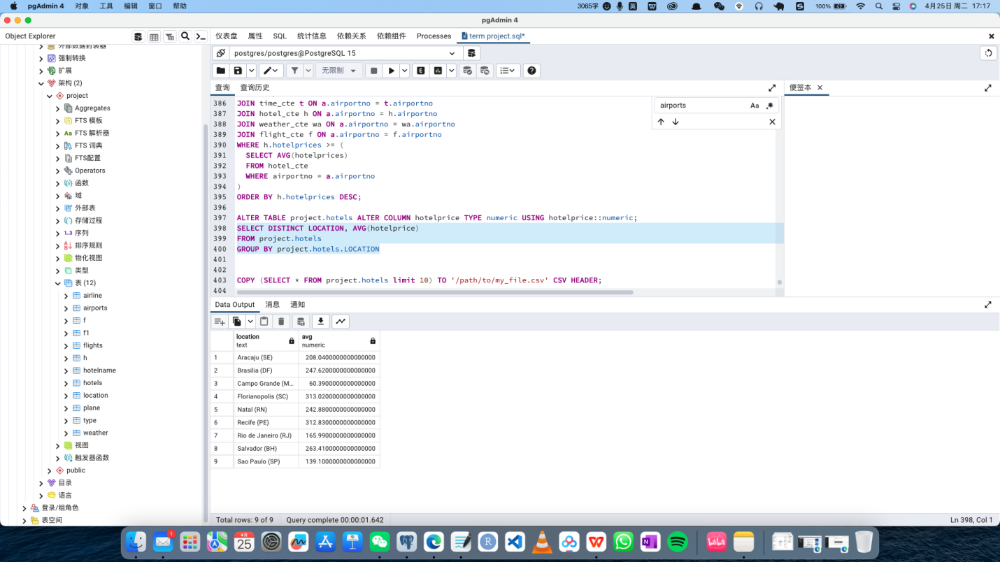 pgAdmin 4 对象 工具 编辑 窗口 帮助 3065字 英 100% 4月25日 周二 17:17
pgAdmin 4
Object Explorer
外部数据封装器
强制转换
扩展
架构 (2)
project
Aggregates
FTS 模板
FTS 解析器
FTS 词典
FTS配置
Operators
函数
域
外部表
存储过程
1..3 序列
排序规则
物化视图
类型
表 (12)
airline
airports
f
f1
flights
h
hotelname
hotels
location
plane
type
weather
视图
触发器函数
public
目录
语言
登录/组角色
表空间
仪表盘 属性 SQL 统计信息 依赖关系 依赖组件 Processes term project.sql*
postgres/postgres@PostgreSQL 15
无限制
查询 查询历史
便签本
airports Aa
386 JOIN time_cte t ON a.airportno = t.airportno
387 JOIN hotel_cte h ON a.airportno = h.airportno
388 JOIN weather_cte wa ON a.airportno = wa.airportno
389 JOIN flight_cte f ON a.airportno = f.airportno
390 WHERE h.hotelprices >= (
391 SELECT AVG(hotelprices)
392 FROM hotel_cte
393 WHERE airportno = a.airportno
394 )
395 ORDER BY h.hotelprices DESC;
396
397 ALTER TABLE project.hotels ALTER COLUMN hotelprice TYPE numeric USING hotelprice::numeric;
398 SELECT DISTINCT LOCATION, AVG(hotelprice)
399 FROM project.hotels
400 GROUP BY project.hotels.LOCATION
401
402
403 COPY (SELECT * FROM project.hotels limit 10) TO '/path/to/my_file.csv' CSV HEADER;
404
Data Output 消息 通知
location text avg numeric
1 Aracaju (SE) 208.0400000000000000
2 Brasilia (DF) 247.6200000000000000
3 Campo Grande (M... 60.3900000000000000
4 Florianopolis (SC) 313.0200000000000000
5 Natal (RN) 242.8800000000000000
6 Recife (PE) 312.8300000000000000
7 Rio de Janeiro (RJ) 165.9900000000000000
8 Salvador (BH) 263.4100000000000000
9 Sao Paulo (SP) 139.1000000000000000
Total rows: 9 of 9 Query complete 00:00:01.642 Ln 398, Col 1
1
4月
25
bilibili